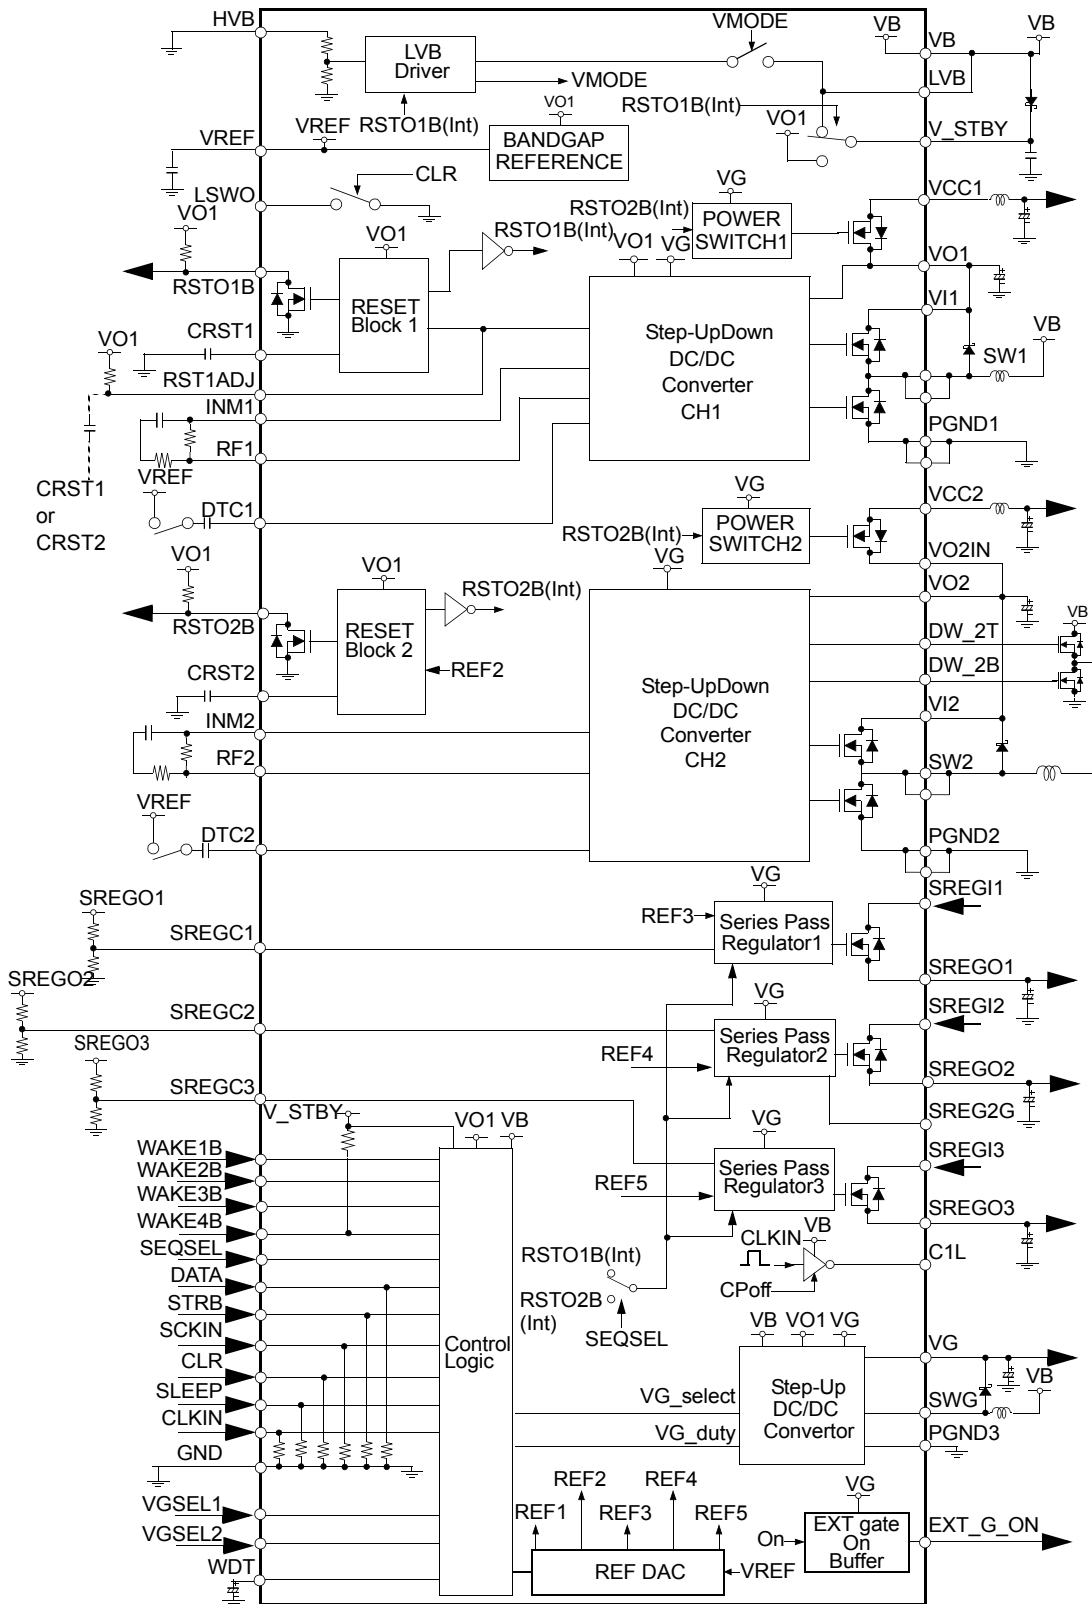 HVB
VMODE
VB
VB
VB
LVB
Driver
VMODE
LVB
RSTO1B(Int)
RSTO1B(Int)
VO1
VREF
VREF
BANDGAP
REFERENCE
VO1
V_STBY
CLR
LSWO
VG
VCC1
VO1
RSTO2B(Int)
POWER
SWITCH1
RSTO1B(Int)
VO1
VO1
VG
VO1
RSTO1B
RESET
Block 1
Step-UpDown
DC/DC
Converter
CH1
VI1
VB
CRST1
VO1
SW1
RST1ADJ
INM1
PGND1
RF1
CRST1
or
CRST2
VREF
DTC1
VG
VCC2
RSTO2B(Int)
POWER
SWITCH2
VO1
VO1
VG
VO2IN
RSTO2B(Int)
VO2
RSTO2B
RESET
Block 2
REF2
VB
DW_2T
DW_2B
CRST2
Step-UpDown
DC/DC
Converter
CH2
INM2
VI2
RF2
SW2
VREF
DTC2
PGND2
SREGO1
VG
SREGI1
REF3
Series Pass
Regulator1
SREGC1
SREGO1
SREGO2
VG
SREGI2
SREGC2
Series Pass
Regulator2
REF4
SREGO3
SREGO2
SREGC3
V_STBY
VO1
VB
SREG2G
VG
SREGI3
WAKE1B
WAKE2B
WAKE3B
WAKE4B
SEQSEL
DATA
STRB
SCKIN
CLR
SLEEP
CLKIN
GND
Series Pass
Regulator3
REF5
SREGO3
CLKIN
VB
C1L
RSTO1B(Int)
CPoff
RSTO2B
(Int)
SEQSEL
Control
Logic
VB
VO1
VG
VG
VB
VG_select
Step-Up
DC/DC
Convertor
SWG
VG_duty
PGND3
VGSEL1
VGSEL2
WDT
REF1
REF2
REF3
REF4
REF5
REF DAC
VREF
VG
On
EXT gate
On
Buffer
EXT_G_ON